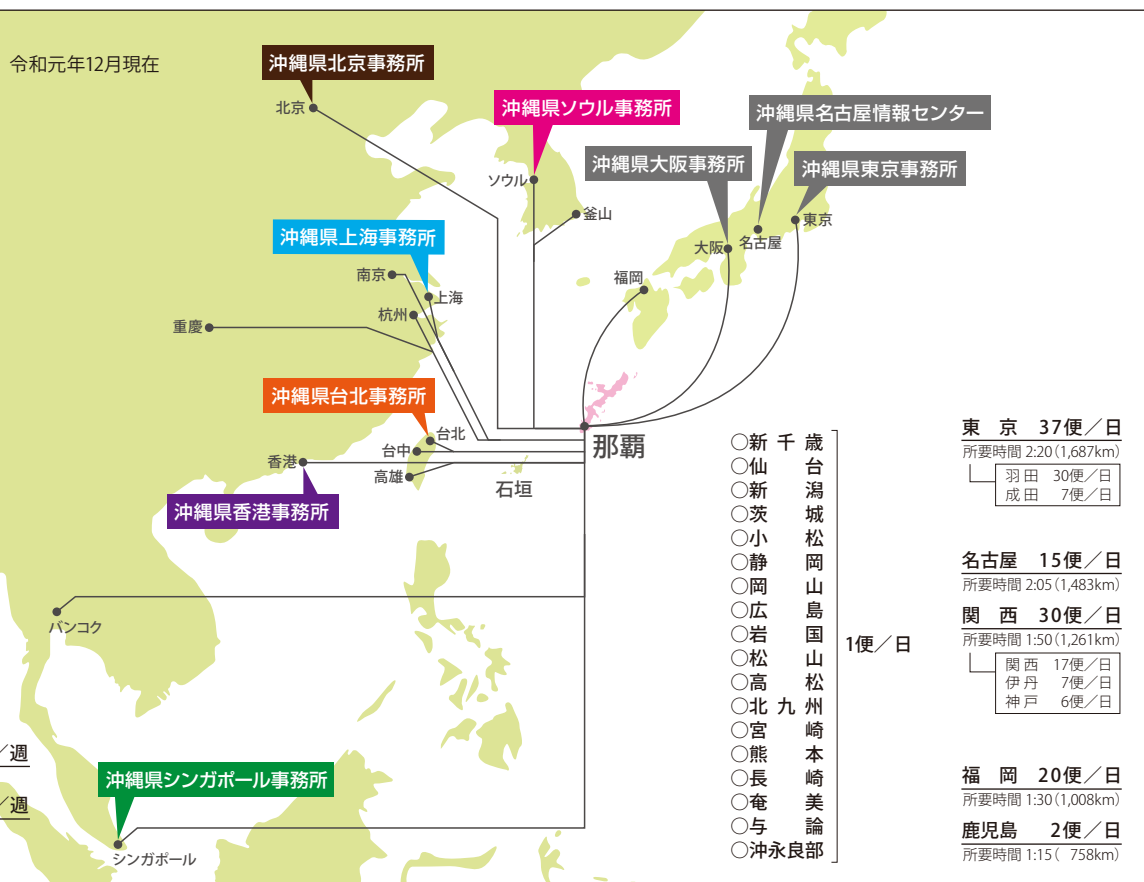 令和元年12月現在
沖縄県北京事務所
北京
沖縄県ソウル事務所
ソウル
釜山
沖縄県名古屋情報センター
沖縄県大阪事務所
沖縄県東京事務所
東京
名古屋
大阪
福岡
沖縄県上海事務所
南京
上海
杭州
重慶
沖縄県台北事務所
台北
台中
高雄
香港
沖縄県香港事務所
石垣
那覇
バンコク
/週
/週
沖縄県シンガポール事務所
シンガポール
○新千歳
○仙台
○新潟
○茨城
○小松
○静岡
○岡山
○広島
○岩国
○松山
○高松
○北九州
○宮崎
○熊本
○長崎
○奄美
○与論
○沖永良部
1便/日
東京 37便/日
所要時間 2:20(1,687km)
羽田 30便/日
成田 7便/日
名古屋 15便/日
所要時間 2:05(1,483km)
関西 30便/日
所要時間 1:50(1,261km)
関西 17便/日
伊丹 7便/日
神戸 6便/日
福岡 20便/日
所要時間 1:30(1,008km)
鹿児島 2便/日
所要時間 1:15( 758km)